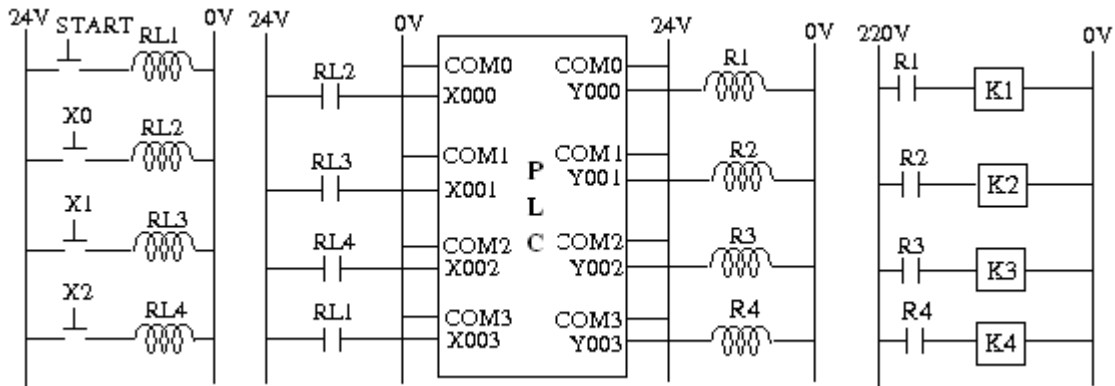 24V
START
0V
RL1
X0
RL2
X1
RL3
X2
RL4
24V
0V
RL2
RL3
RL4
RL1
COM0
X000
COM1
X001
COM2
X002
COM3
X003
P
L
C
COM0
Y000
COM1
Y001
COM2
Y002
COM3
Y003
24V
0V
R1
R2
R3
R4
220V
0V
R1
K1
R2
K2
R3
K3
R4
K4